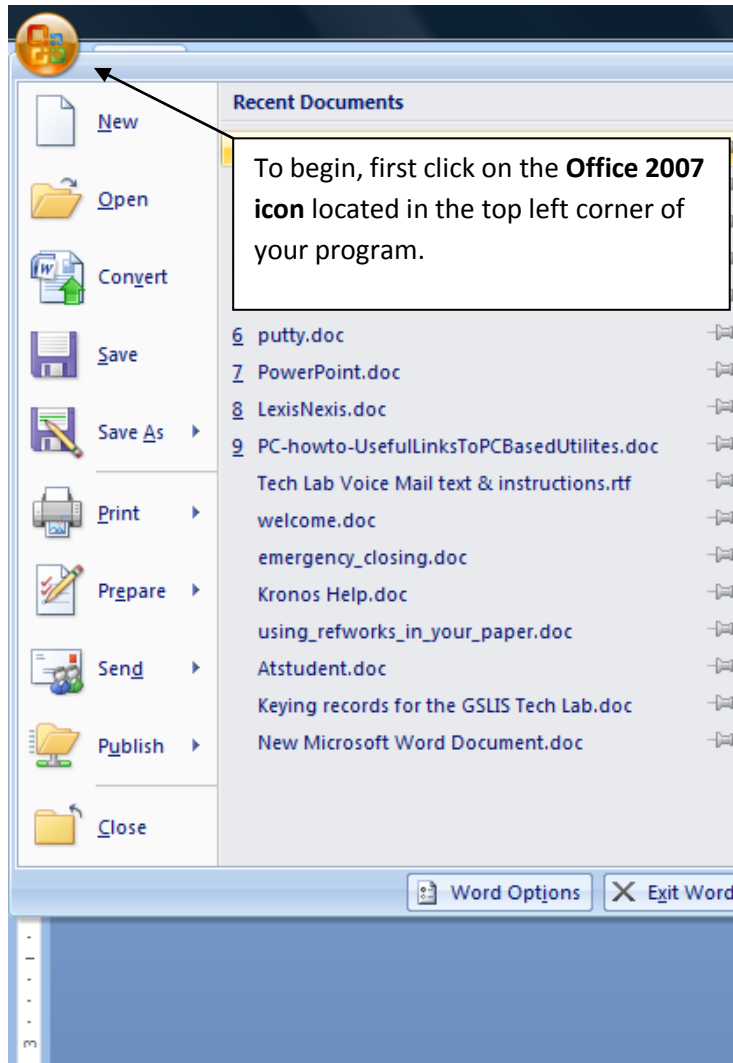 New
Open
Convert
Save
Save As
Print
Prepare
Send
Publish
Close
Recent Documents
To begin, first click on the Office 2007
icon located in the top left corner of
your program.
6 putty.doc
7 PowerPoint.doc
8 LexisNexis.doc
9 PC-howto-UsefulLinksToPCBasedUtilites.doc
Tech Lab Voice Mail text & instructions.rtf
welcome.doc
emergency_closing.doc
Kronos Help.doc
using_refworks_in_your_paper.doc
Atstudent.doc
Keying records for the GSLIS Tech Lab.doc
New Microsoft Word Document.doc
Word Options
Exit Word
3